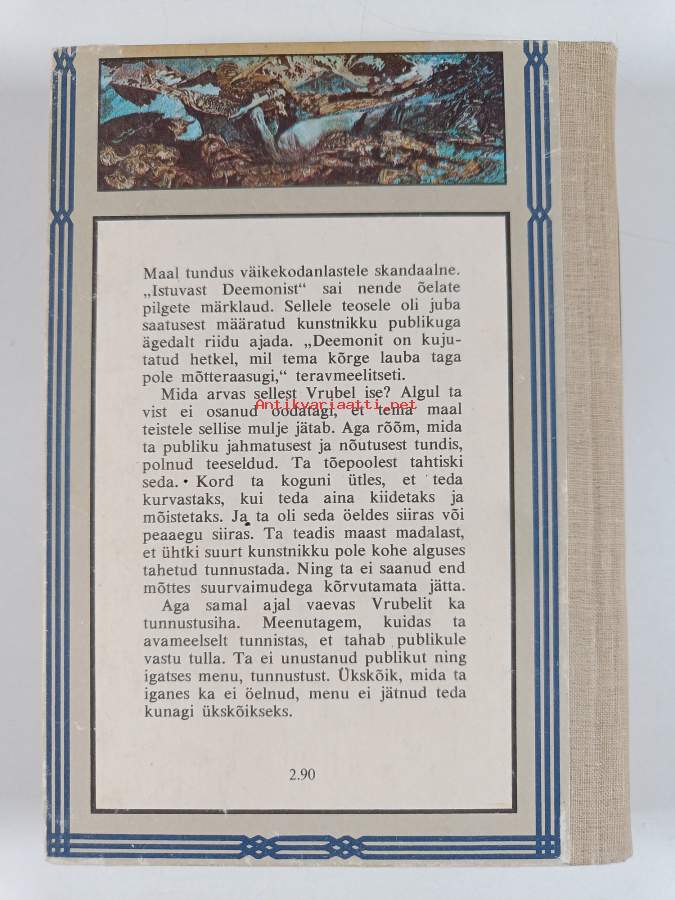 Maal tundus väikekodanlastele skandaalne.
„Istuvast Deemonist“ sai nende õelate
pilgete märklaud. Sellele teosele oli juba
saatusest määratud kunstnikku publikuga
ägedalt riidu ajada. „Deemonit on kuju-
tatud hetkel, mil tema kõrge lauba taga
pole mõtteraasugi,“ teravmeelitseti.
Mida arvas sellest Vrubel ise? Algul ta
vist ei osanud oodatagi, et tema maal
Antikvariaatti.net
teistele sellise mulje jätab. Aga rõõm, mida
ta publiku jahmatusest ja nõutusest tundis,
polnud teeseldud. Ta tõepoolest tahtiski
seda. Kord ta koguni ütles, et teda
kurvastaks, kui teda aina kiidetaks ja
mõistetaks. Ja ta oli seda öeldes siiras või
peaaegu siiras. Ta teadis maast madalast,
et ühtki suurt kunstnikku pole kohe alguses
tahetud tunnustada. Ning ta ei saanud end
mõttes suurvaimudega kõrvutamata jätta.
Aga samal ajal vaevas Vrubelit ka
tunnustusiha. Meenutagem, kuidas ta
avameelselt tunnistas, et tahab publikule
vastu tulla. Ta ei unustanud publikut ning
igatses menu, tunnustust. Ükskõik, mida ta
iganes ka ei öelnud, menu ei jätnud teda
kunagi ükskõikseks.
2.90